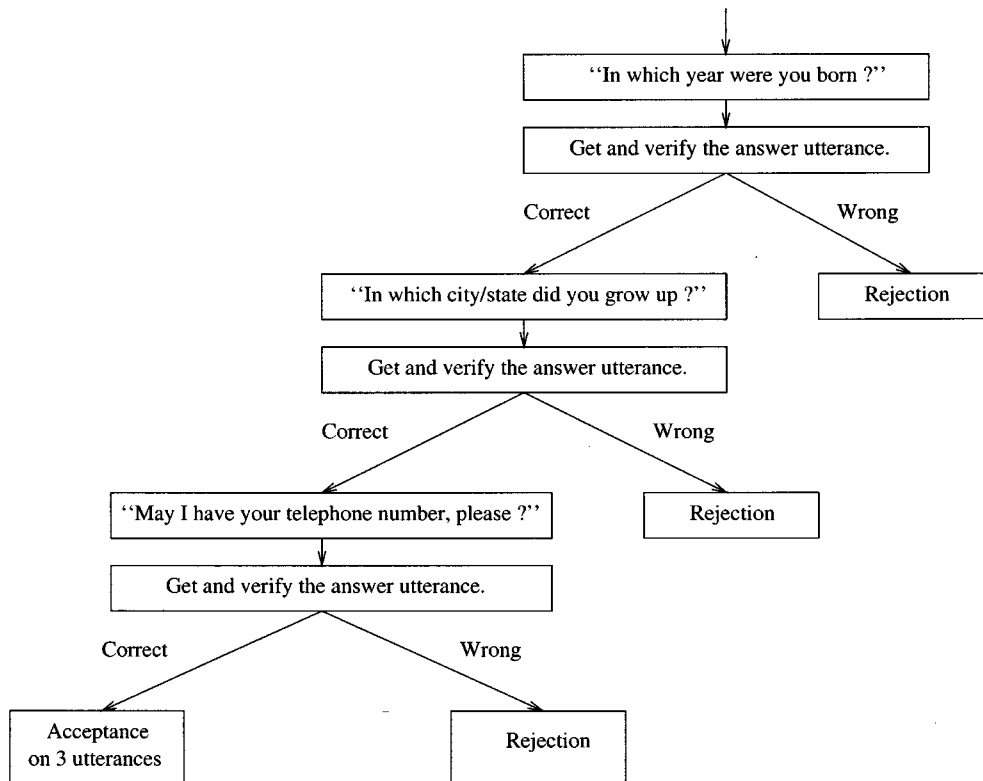 ‘‘In which year were you born ?’’
Get and verify the answer utterance.
Correct
Wrong
‘‘In which city/state did you grow up ?’’
Rejection
Get and verify the answer utterance.
Correct
Wrong
‘‘May I have your telephone number, please ?’’
Rejection
Get and verify the answer utterance.
Correct
Wrong
Acceptance
on 3 utterances
Rejection